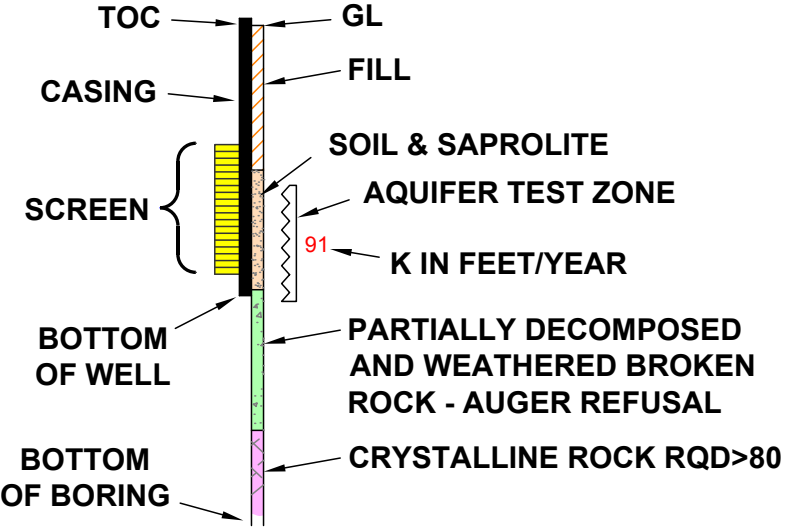 TOC
GL
FILL
CASING
SOIL & SAPROLITE
AQUIFER TEST ZONE
SCREEN
91
K IN FEET/YEAR
BOTTOM
OF WELL
PARTIALLY DECOMPOSED
AND WEATHERED BROKEN
ROCK - AUGER REFUSAL
CRYSTALLINE ROCK RQD>80
BOTTOM
OF BORING